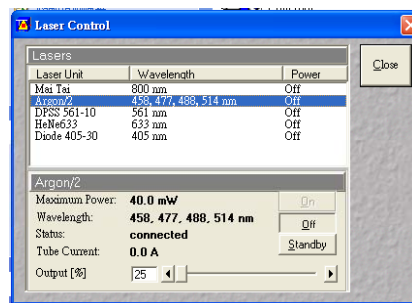 Laser Control
Lasers
Laser Unit Wavelength Power
Mai Tai 800 nm Off
Argon/2 458, 477, 488, 514 nm Off
DPSS 561-10 561 nm Off
HeNe633 633 nm Off
Diode 405-30 405 nm Off
Close
Argon/2
Maximum Power: 40.0 mW
On
Wavelength: 458, 477, 488, 514 nm
Off
Status: connected
Standby
Tube Current: 0.0 A
Output [%] 25